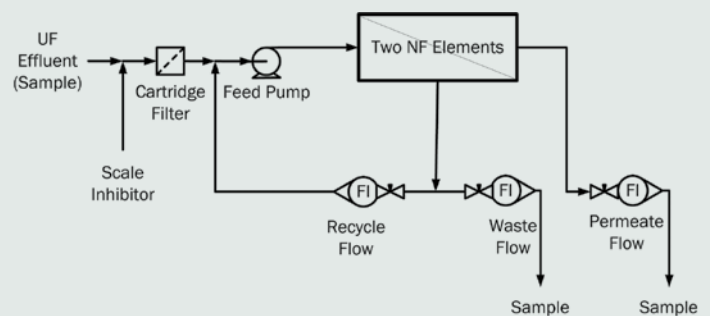 UF
Effluent
(Sample)
Cartridge
Filter
Feed Pump
Two NF Elements
Scale
Inhibitor
FI
Recycle
Flow
FI
Waste
Flow
FI
Permeate
Flow
Sample
Sample